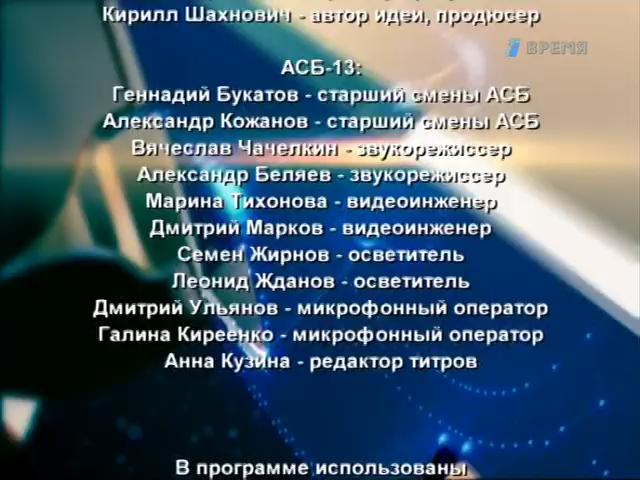 Кирилл Шахнович - автор идеи, продюсер
1 ВРЕМЯ
АСБ-13:
Геннадий Букатов - старший смены АСБ
Александр Кожанов - старший смены АСБ
Вячеслав Чачелкин - звукорежиссер
Александр Беляев - звукорежиссер
Марина Тихонова - видеоинженер
Дмитрий Марков - видеоинженер
Семен Жирнов - осветитель
Леонид Жданов - осветитель
Дмитрий Ульянов - микрофонный оператор
Галина Киреенко - микрофонный оператор
Анна Кузина - редактор титров
В программе использованы